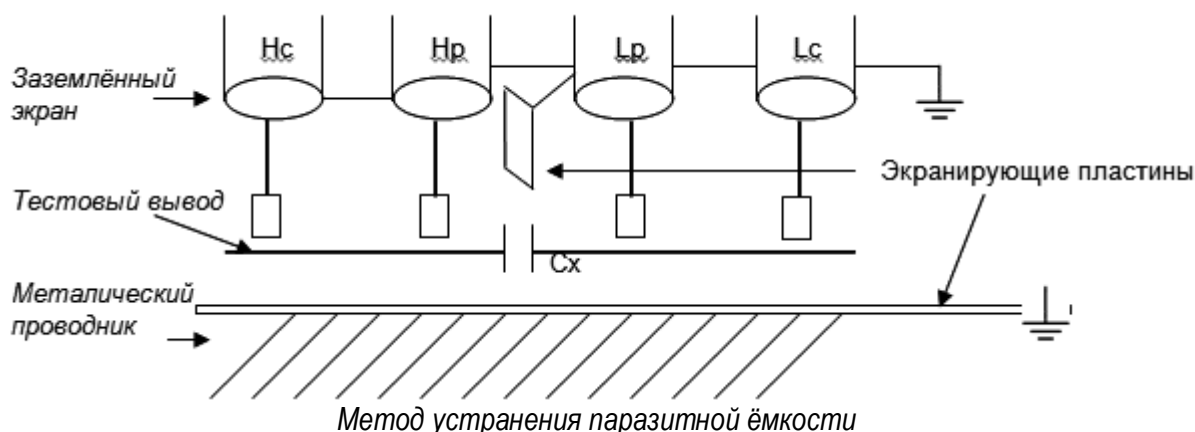 Hc Hp Lp Lc
Заземлённый
экран
Экранирующие пластины
Тестовый вывод
Cx
Металический
проводник
Метод устранения паразитной ёмкости